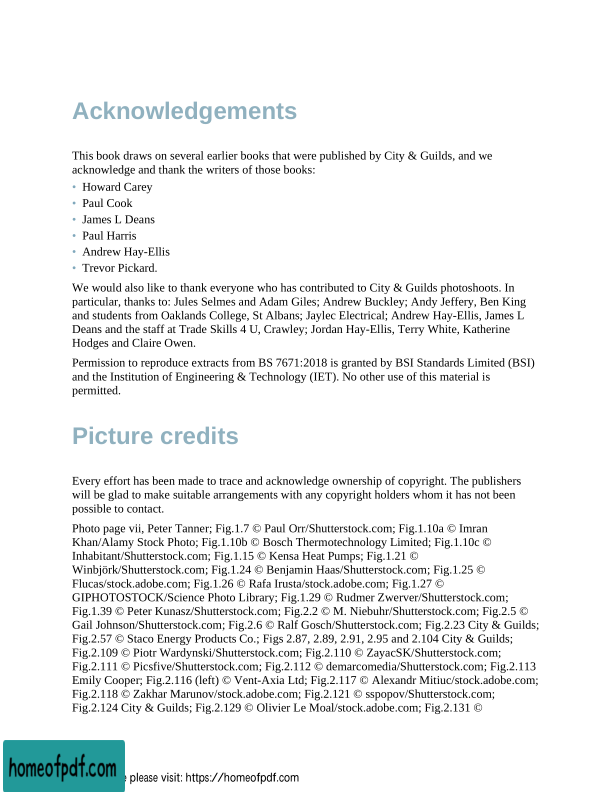 Acknowledgements
This book draws on several earlier books that were published by City & Guilds, and we
acknowledge and thank the writers of those books:
• Howard Carey
• Paul Cook
• James L Deans
• Paul Harris
• Andrew Hay-Ellis
• Trevor Pickard.
We would also like to thank everyone who has contributed to City & Guilds photoshoots. In
particular, thanks to: Jules Selmes and Adam Giles; Andrew Buckley; Andy Jeffery, Ben King
and students from Oaklands College, St Albans; Jaylec Electrical; Andrew Hay-Ellis, James L
Deans and the staff at Trade Skills 4 U, Crawley; Jordan Hay-Ellis, Terry White, Katherine
Hodges and Claire Owen.
Permission to reproduce extracts from BS 7671:2018 is granted by BSI Standards Limited (BSI)
and the Institution of Engineering & Technology (IET). No other use of this material is
permitted.
Picture credits
Every effort has been made to trace and acknowledge ownership of copyright. The publishers
will be glad to make suitable arrangements with any copyright holders whom it has not been
possible to contact.
Photo page vii, Peter Tanner; Fig.1.7 © Paul Orr/Shutterstock.com; Fig.1.10a © Imran
Khan/Alamy Stock Photo; Fig.1.10b © Bosch Thermotechnology Limited; Fig.1.10c ©
Inhabitant/Shutterstock.com; Fig.1.15 © Kensa Heat Pumps; Fig.1.21 ©
Winbjörk/Shutterstock.com; Fig.1.24 © Benjamin Haas/Shutterstock.com; Fig.1.25 ©
Flucas/stock.adobe.com; Fig.1.26 © Rafa Irusta/stock.adobe.com; Fig.1.27 ©
GIPHOTOSTOCK/Science Photo Library; Fig.1.29 © Rudmer Zwerver/Shutterstock.com;
Fig.1.39 © Peter Kunasz/Shutterstock.com; Fig.2.2 © M. Niebuhr/Shutterstock.com; Fig.2.5 ©
Gail Johnson/Shutterstock.com; Fig.2.6 © Ralf Gosch/Shutterstock.com; Fig.2.23 City & Guilds;
Fig.2.57 © Staco Energy Products Co.; Figs 2.87, 2.89, 2.91, 2.95 and 2.104 City & Guilds;
Fig.2.109 © Piotr Wardynski/Shutterstock.com; Fig.2.110 © ZayacSK/Shutterstock.com;
Fig.2.111 © Picsfive/Shutterstock.com; Fig.2.112 © demarcomedia/Shutterstock.com; Fig.2.113
Emily Cooper; Fig.2.116 (left) © Vent-Axia Ltd; Fig.2.117 © Alexandr Mitiuc/stock.adobe.com;
Fig.2.118 © Zakhar Marunov/stock.adobe.com; Fig.2.121 © sspopov/Shutterstock.com;
Fig.2.124 City & Guilds; Fig.2.129 © Olivier Le Moal/stock.adobe.com; Fig.2.131 ©
homeofpdf.com
please visit: https://homeofpdf.com